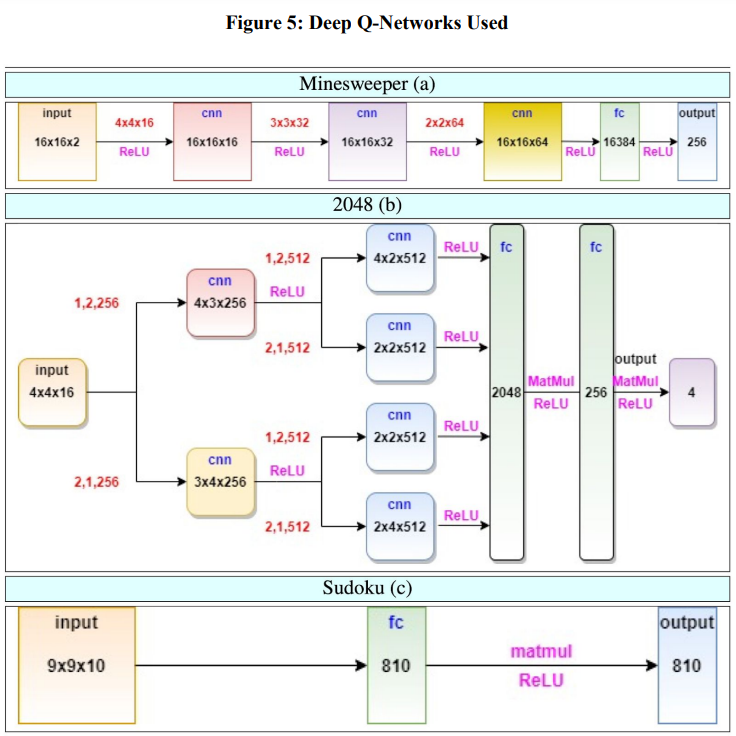 Figure 5: Deep Q-Networks Used
Minesweeper (a)
input
16x16x2
4x4x16
ReLU
cnn
16x16x16
3x3x32
ReLU
cnn
16x16x32
2x2x64
ReLU
cnn
16x16x64
ReLU
fc
16384
ReLU
output
256
2048 (b)
input
4x4x16
1,2,256
2,1,256
cnn
4x3x256
cnn
3x4x256
1,2,512
ReLU
2,1,512
1,2,512
ReLU
2,1,512
cnn
4x2x512
cnn
2x2x512
cnn
2x2x512
cnn
2x4x512
ReLU
ReLU
ReLU
ReLU
fc
2048
MatMul
ReLU
fc
256
output
MatMul
ReLU
4
Sudoku (c)
input
9x9x10
fc
810
matmul
ReLU
output
810